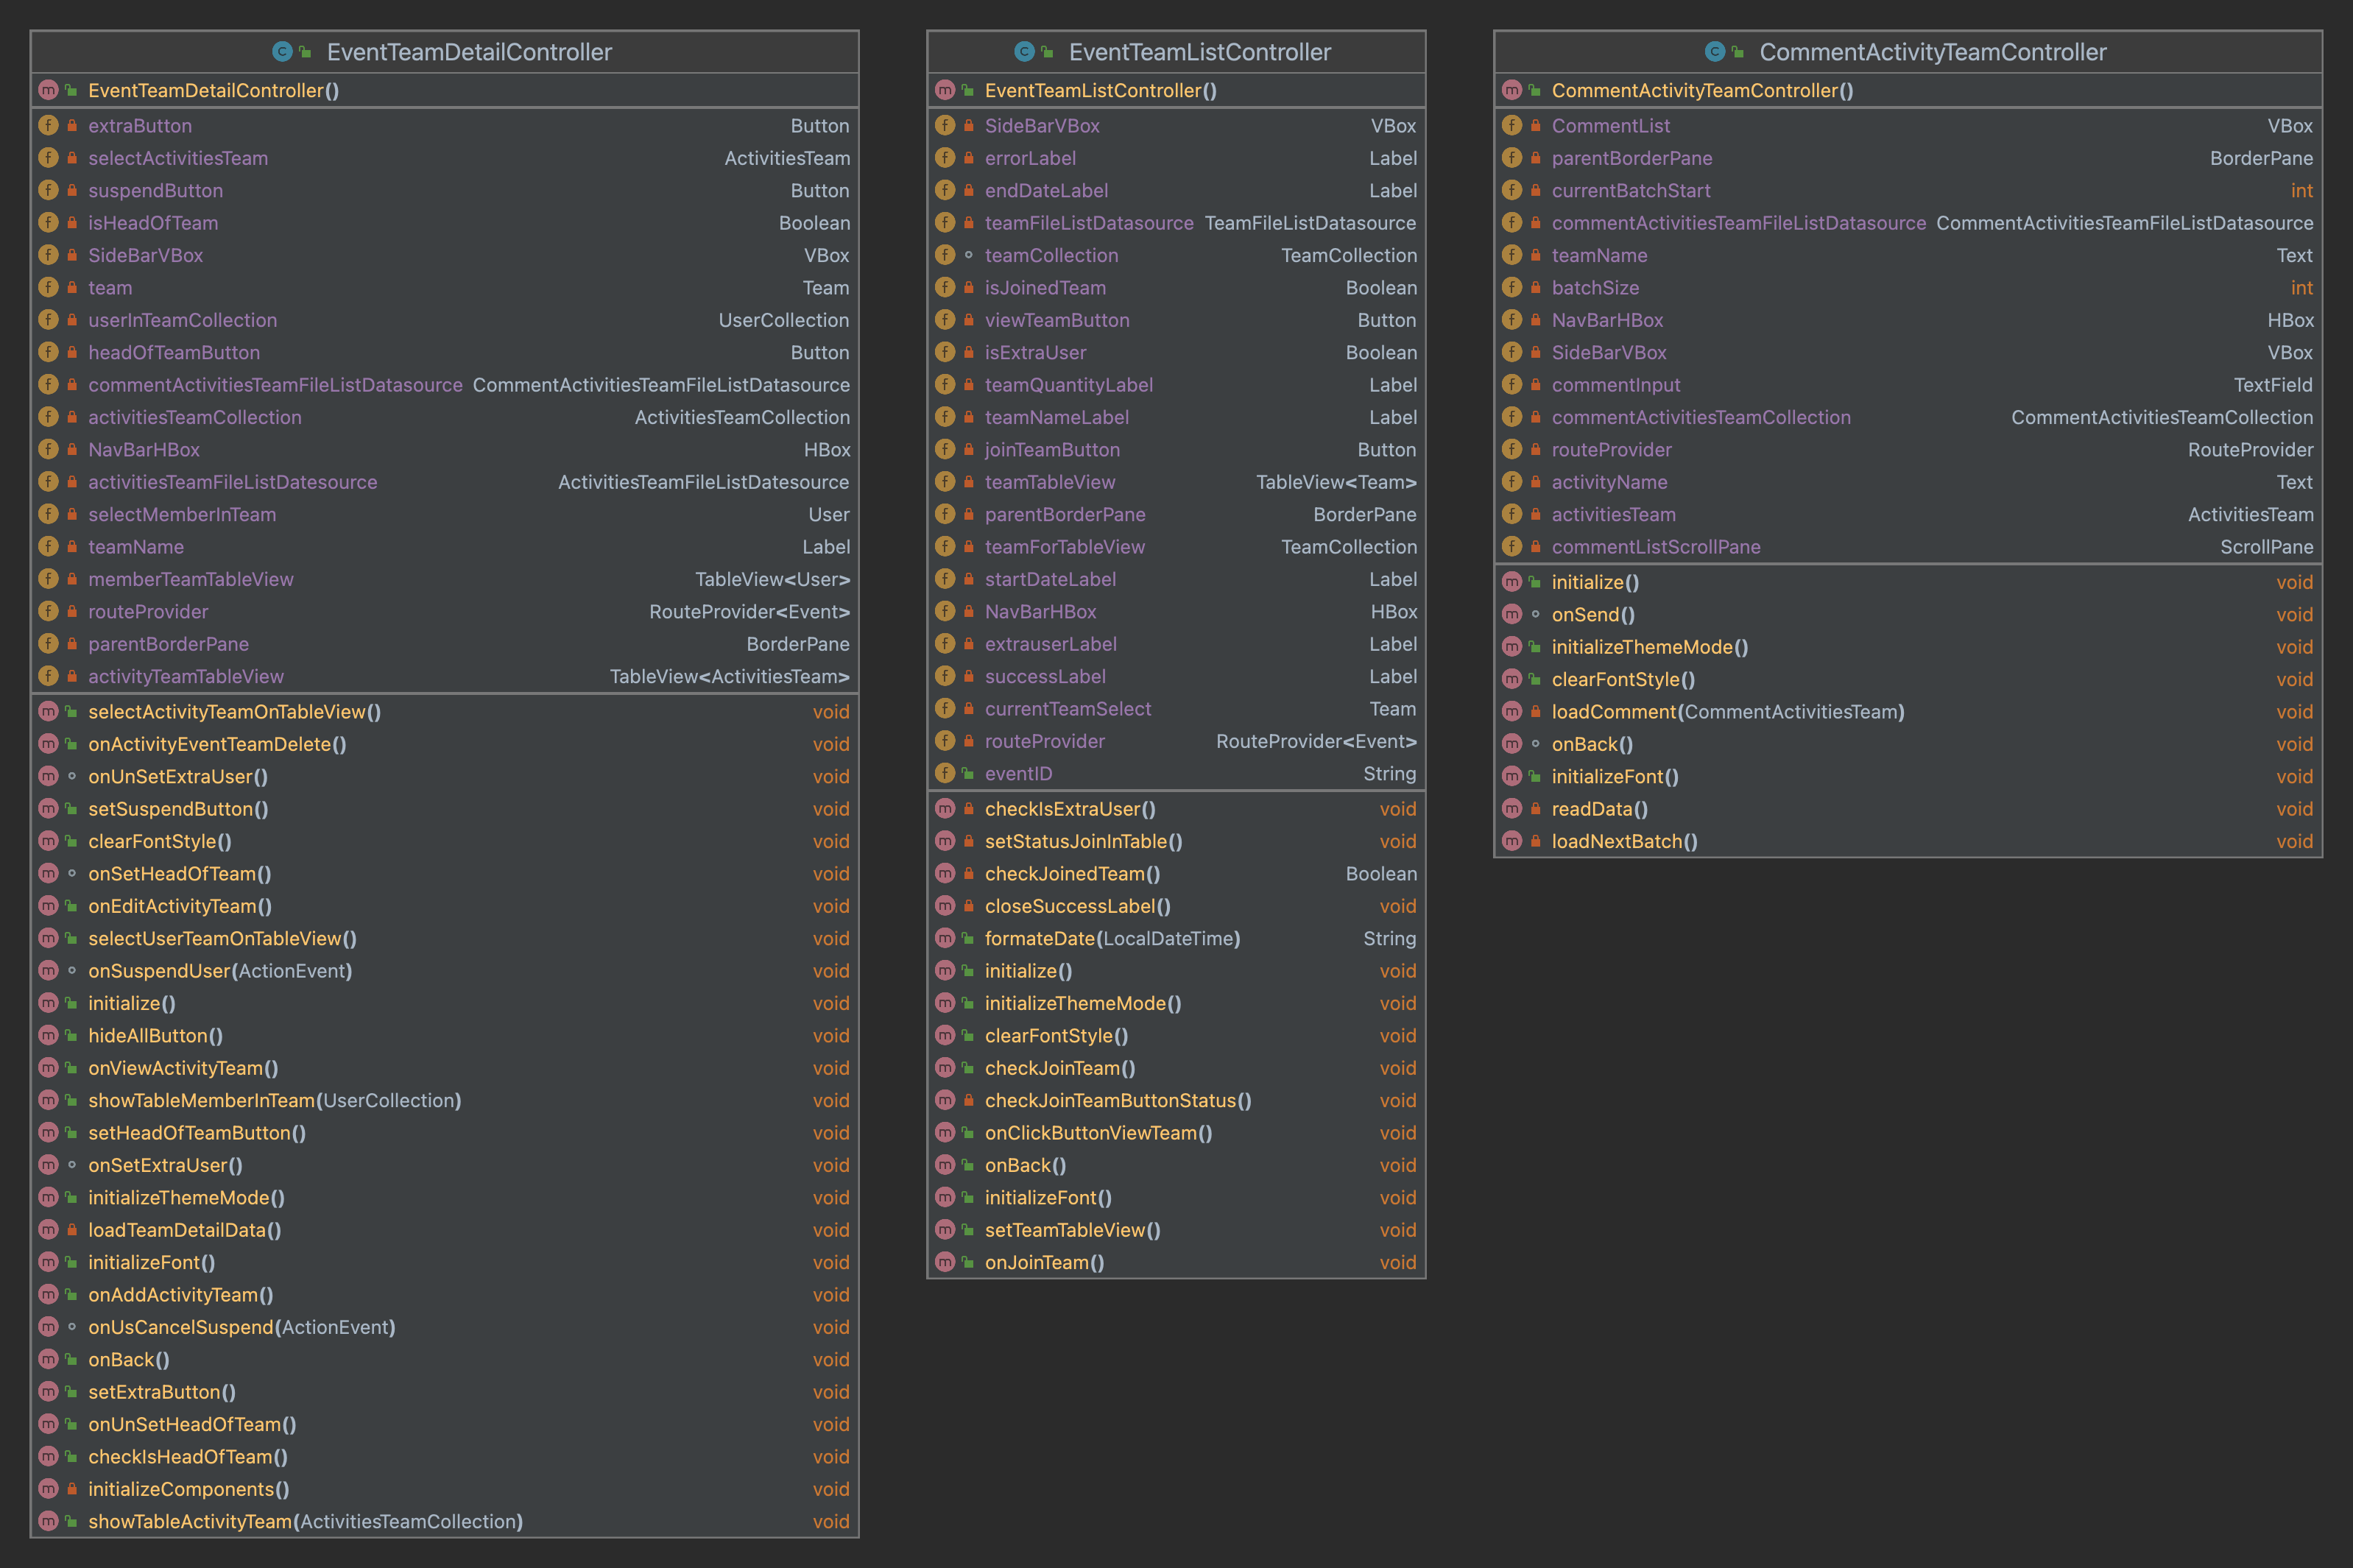 EventTeamDetailController
EventTeamDetailController()
extraButton Button
selectActivitiesTeam ActivitiesTeam
suspendButton Button
isHeadOfTeam Boolean
SideBarVBox VBox
team Team
userInTeamCollection UserCollection
headOfTeamButton Button
commentActivitiesTeamFileListDatasource CommentActivitiesTeamFileListDatasource
activitiesTeamCollection ActivitiesTeamCollection
NavBarHBox HBox
activitiesTeamFileListDatesource ActivitiesTeamFileListDatesource
selectMemberInTeam User
teamName Label
memberTeamTableView TableView<User>
routeProvider RouteProvider<Event>
parentBorderPane BorderPane
activityTeamTableView TableView<ActivitiesTeam>
selectActivityTeamOnTableView() void
onActivityEventTeamDelete() void
onUnSetExtraUser() void
setSuspendButton() void
clearFontStyle() void
onSetHeadOfTeam() void
onEditActivityTeam() void
selectUserTeamOnTableView() void
onSuspendUser(ActionEvent) void
initialize() void
hideAllButton() void
onViewActivityTeam() void
showTableMemberInTeam(UserCollection) void
setHeadOfTeamButton() void
onSetExtraUser() void
initializeThemeMode() void
loadTeamDetailData() void
initializeFont() void
onAddActivityTeam() void
onUsCancelSuspend(ActionEvent) void
onBack() void
setExtraButton() void
onUnSetHeadOfTeam() void
checkIsHeadOfTeam() void
initializeComponents() void
showTableActivityTeam(ActivitiesTeamCollection) void
EventTeamListController
EventTeamListController()
SideBarVBox VBox
errorLabel Label
endDateLabel Label
teamFileListDatasource TeamFileListDatasource
teamCollection TeamCollection
isJoinedTeam Boolean
viewTeamButton Button
isExtraUser Boolean
teamQuantityLabel Label
teamNameLabel Label
joinTeamButton Button
teamTableView TableView<Team>
parentBorderPane BorderPane
teamForTableView TeamCollection
startDateLabel Label
NavBarHBox HBox
extrauserLabel Label
successLabel Label
currentTeamSelect Team
routeProvider RouteProvider<Event>
eventID String
checkIsExtraUser() void
setStatusJoinInTable() void
checkJoinedTeam() Boolean
closeSuccessLabel() void
formateDate(LocalDateTime) String
initialize() void
initializeThemeMode() void
clearFontStyle() void
checkJoinTeam() void
checkJoinTeamButtonStatus() void
onClickButtonViewTeam() void
onBack() void
initializeFont() void
setTeamTableView() void
onJoinTeam() void
CommentActivityTeamController
CommentActivityTeamController()
CommentList VBox
parentBorderPane BorderPane
currentBatchStart int
commentActivitiesTeamFileListDatasource CommentActivitiesTeamFileListDatasource
teamName Text
batchSize int
NavBarHBox HBox
SideBarVBox VBox
commentInput TextField
commentActivitiesTeamCollection CommentActivitiesTeamCollection
routeProvider RouteProvider
activityName Text
activitiesTeam ActivitiesTeam
commentListScrollPane ScrollPane
initialize() void
onSend() void
initializeThemeMode() void
clearFontStyle() void
loadComment(CommentActivitiesTeam) void
onBack() void
initializeFont() void
readData() void
loadNextBatch() void